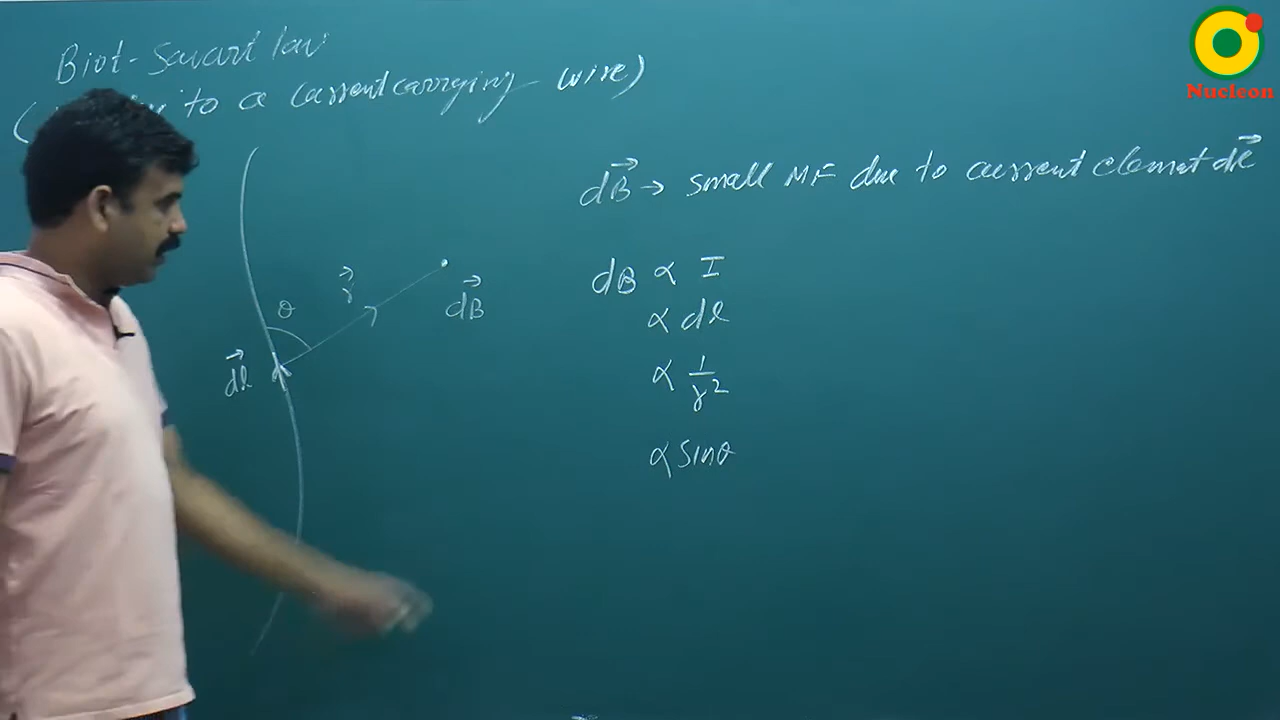 Nucleon
Biot-Savart law
( to a current carrying wire)
dB⃗ → small MF due to current elemet dl⃗
dB ∝ I
∝ dl
∝ 1/r²
∝ sinθ
θ
r⃗
dB⃗
dl⃗